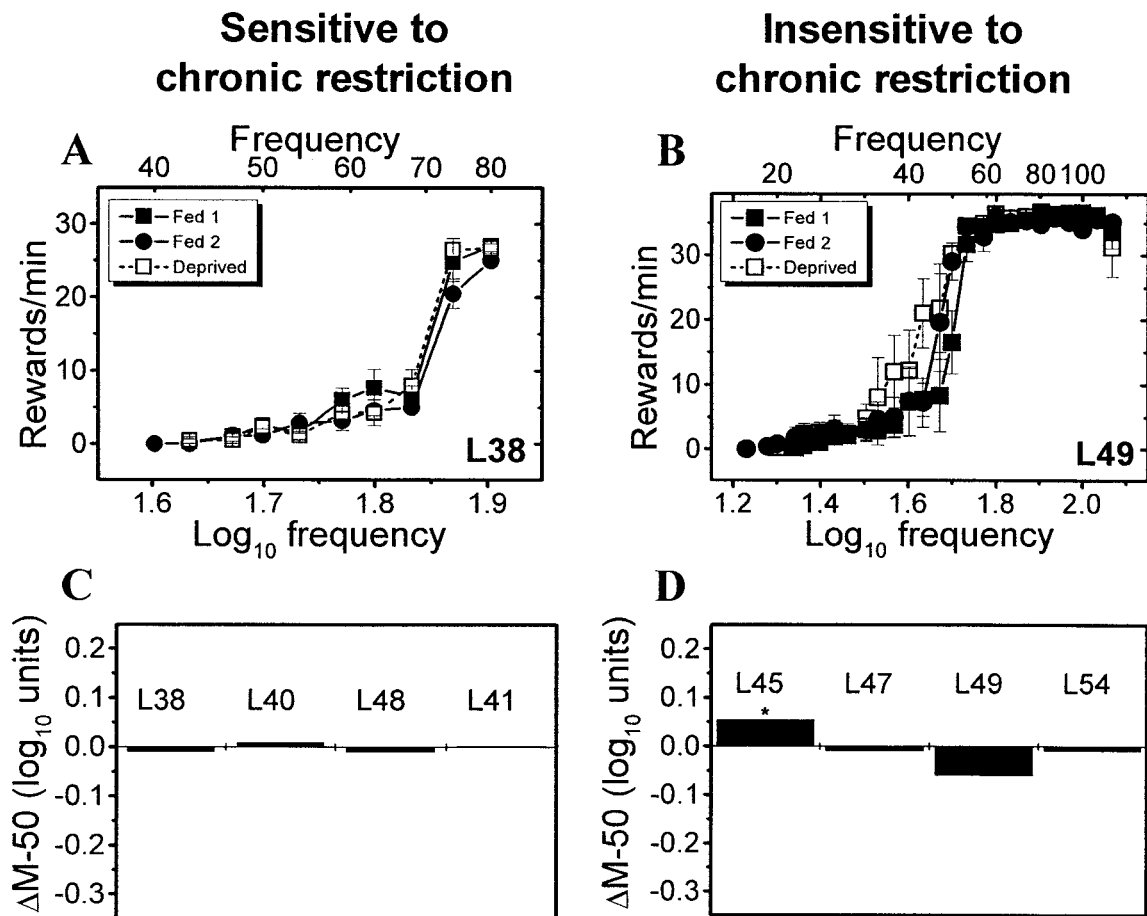 Sensitive to
chronic restriction
Insensitive to
chronic restriction
A
Frequency
40 50 60 70 80
Rewards/min
30
20
10
0
Fed 1
Fed 2
Deprived
L38
1.6 1.7 1.8 1.9
Log10 frequency
B
Frequency
20 40 60 80 100
Rewards/min
30
20
10
0
Fed 1
Fed 2
Deprived
L49
1.2 1.4 1.6 1.8 2.0
Log10 frequency
C
ΔM-50 (log10 units)
0.2
0.1
0.0
-0.1
-0.2
-0.3
L38 L40 L48 L41
D
ΔM-50 (log10 units)
0.2
0.1
0.0
-0.1
-0.2
-0.3
L45 L47 L49 L54
*